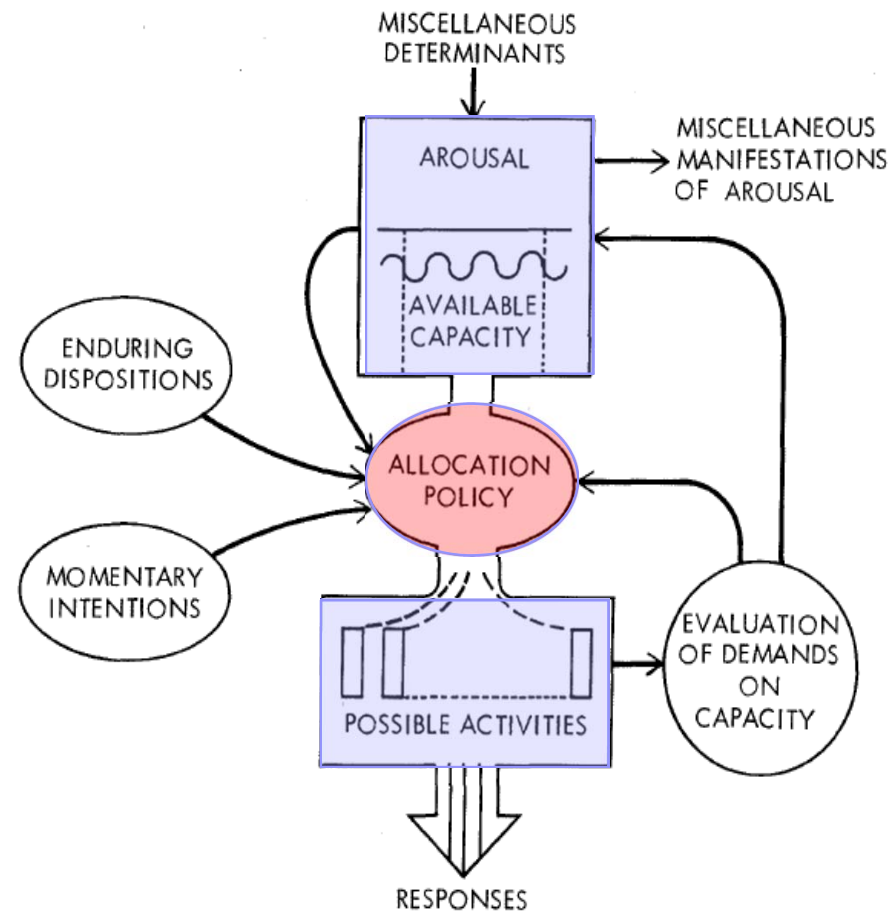 MISCELLANEOUS
DETERMINANTS
AROUSAL
MISCELLANEOUS
MANIFESTATIONS
OF AROUSAL
AVAILABLE
CAPACITY
ENDURING
DISPOSITIONS
ALLOCATION
POLICY
MOMENTARY
INTENTIONS
EVALUATION
OF DEMANDS
ON
CAPACITY
POSSIBLE ACTIVITIES
RESPONSES